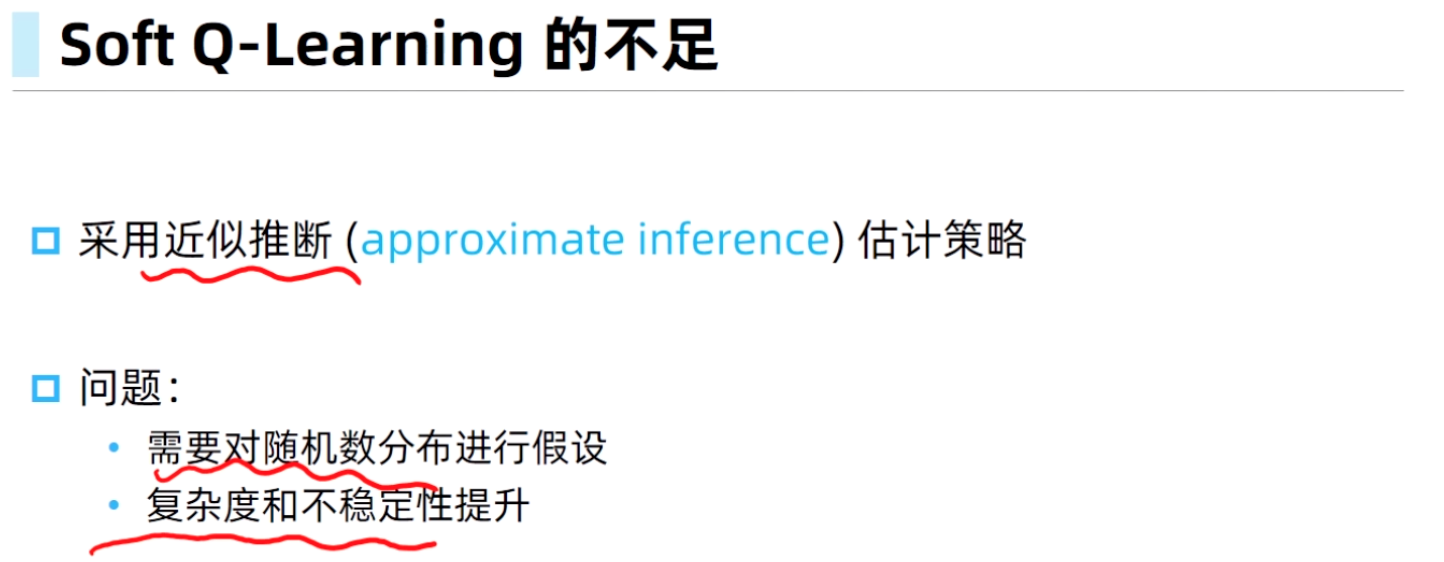 Soft Q-Learning 的不足
采用近似推断 (approximate inference) 估计策略
问题：
需要对随机数分布进行假设
复杂度和不稳定性提升